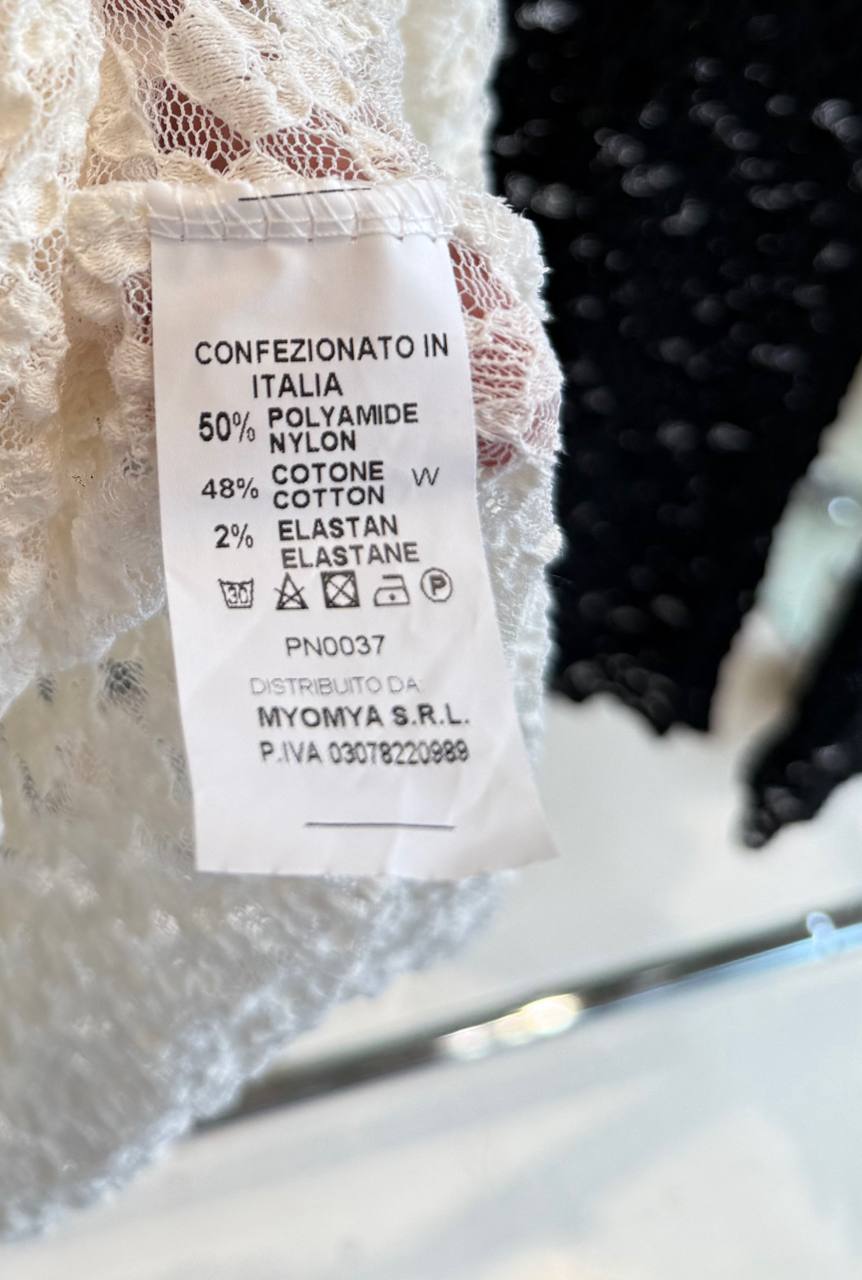 CONFEZIONATO IN
ITALIA
50% POLYAMIDE
NYLON
48% COTONE W
COTTON
2% ELASTAN
ELASTANE
30 P
PN0037
DISTRIBUITO DA:
MYOMYA S.R.L.
P.IVA 03078220989